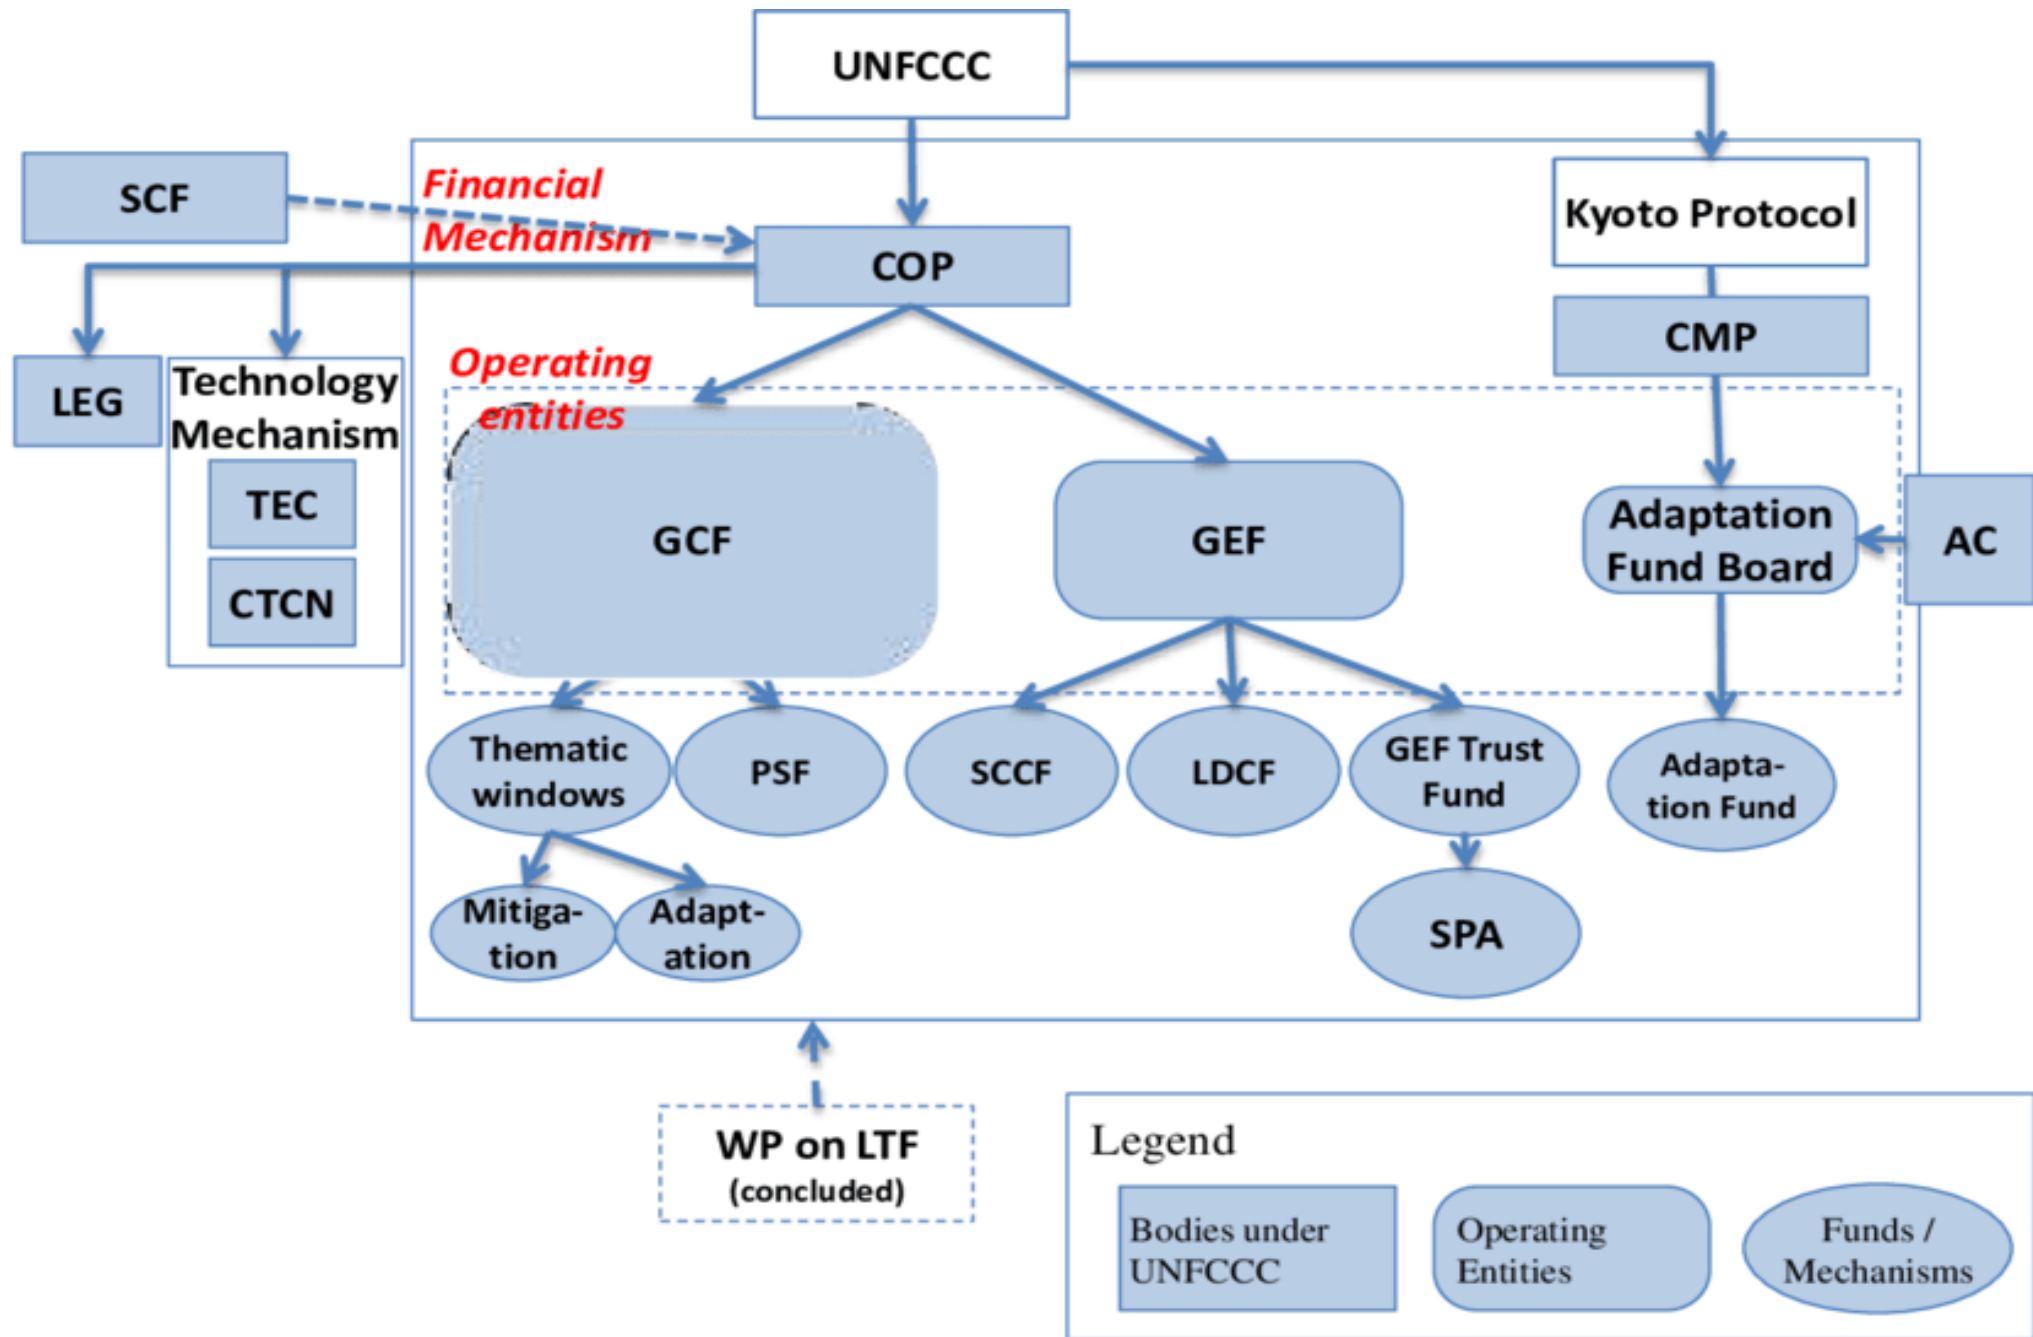 UNFCCC
SCF
Financial
Mechanism
COP
Kyoto Protocol
CMP
LEG
Technology
Mechanism
TEC
CTCN
Operating
entities
GCF
GEF
Adaptation
Fund Board
AC
Thematic
windows
PSF
SCCF
LDCF
GEF Trust
Fund
Adapta-
tion Fund
Mitiga-
tion
Adapt-
ation
SPA
WP on LTF
(concluded)
Legend
Bodies under
UNFCCC
Operating
Entities
Funds /
Mechanisms